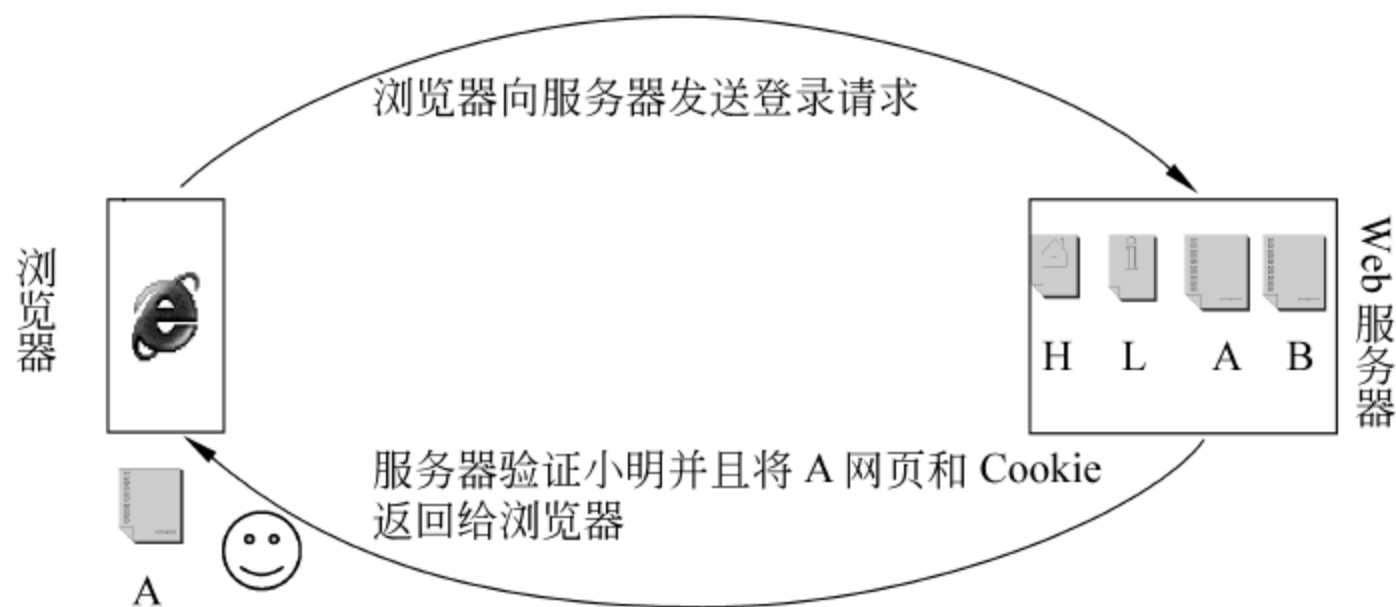 浏览器向服务器发送登录请求
浏览器
H L A B
Web 服务器
服务器验证小明并且将 A 网页和 Cookie
返回给浏览器
A